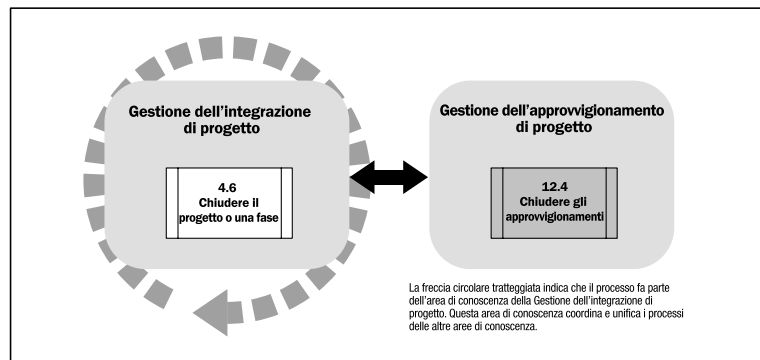 Gestione dell'integrazione
di progetto
4.6
Chiudere il
progetto o una fase
Gestione dell'approvvigionamento
di progetto
12.4
Chiudere gli
approvvigionamenti
La freccia circolare tratteggiata indica che il processo fa parte
dell'area di conoscenza della Gestione dell'integrazione di
progetto. Questa area di conoscenza coordina e unifica i processi
delle altre aree di conoscenza.